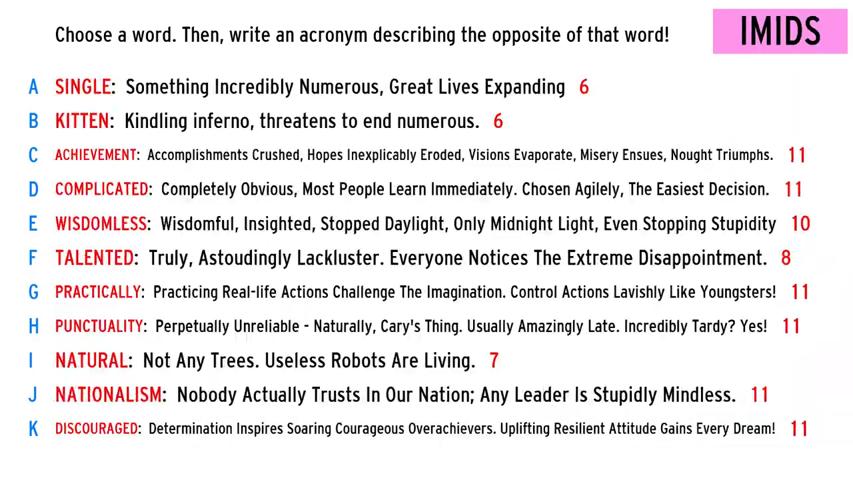 Choose a word. Then, write an acronym describing the opposite of that word!
IMIDS
A SINGLE: Something Incredibly Numerous, Great Lives Expanding 6
B KITTEN: Kindling inferno, threatens to end numerous. 6
C ACHIEVEMENT: Accomplishments Crushed, Hopes Inexplicably Eroded, Visions Evaporate, Misery Ensues, Nought Triumphs. 11
D COMPLICATED: Completely Obvious, Most People Learn Immediately. Chosen Agilely, The Easiest Decision. 11
E WISDOMLESS: Wisdomful, Insighted, Stopped Daylight, Only Midnight Light, Even Stopping Stupidity 10
F TALENTED: Truly, Astoudingly Lackluster. Everyone Notices The Extreme Disappointment. 8
G PRACTICALLY: Practicing Real-life Actions Challenge The Imagination. Control Actions Lavishly Like Youngsters! 11
H PUNCTUALITY: Perpetually Unreliable - Naturally, Cary's Thing. Usually Amazingly Late. Incredibly Tardy? Yes! 11
I NATURAL: Not Any Trees. Useless Robots Are Living. 7
J NATIONALISM: Nobody Actually Trusts In Our Nation; Any Leader Is Stupidly Mindless. 11
K DISCOURAGED: Determination Inspires Soaring Courageous Overachievers. Uplifting Resilient Attitude Gains Every Dream! 11